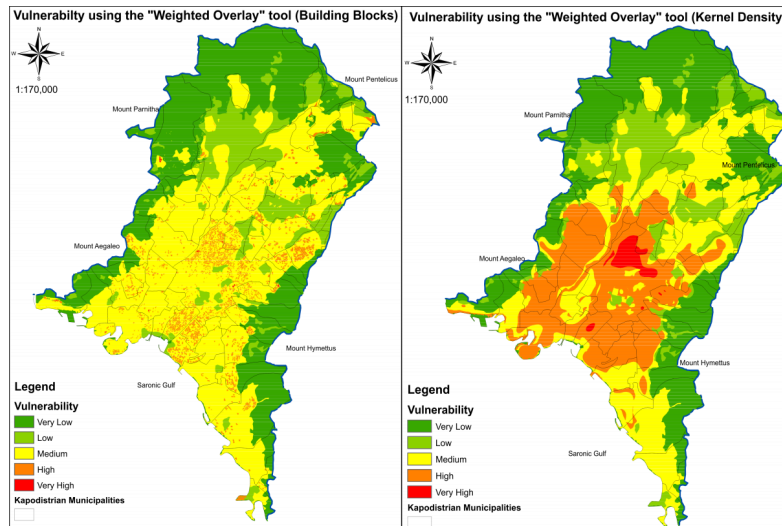 Vulnerabilty using the "Weighted Overlay" tool (Building Blocks)
N
W E
S
1:170,000
Mount Pentelicus
Mount Parnitha
Mount Aegaleo
Mount Hymettus
Saronic Gulf
Legend
Vulnerability
Very Low
Low
Medium
High
Very High
Kapodistrian Municipalities
Vulnerabilty using the "Weighted Overlay" tool (Kernel Density
N
W E
S
1:170,000
Mount Parnitha
Mount Pentelicus
Mount Aegaleo
Mount Hymettus
Legend
Vulnerability
Very Low
Low
Medium
High
Very High
Saronic Gulf
Kapodistrian Municipalities